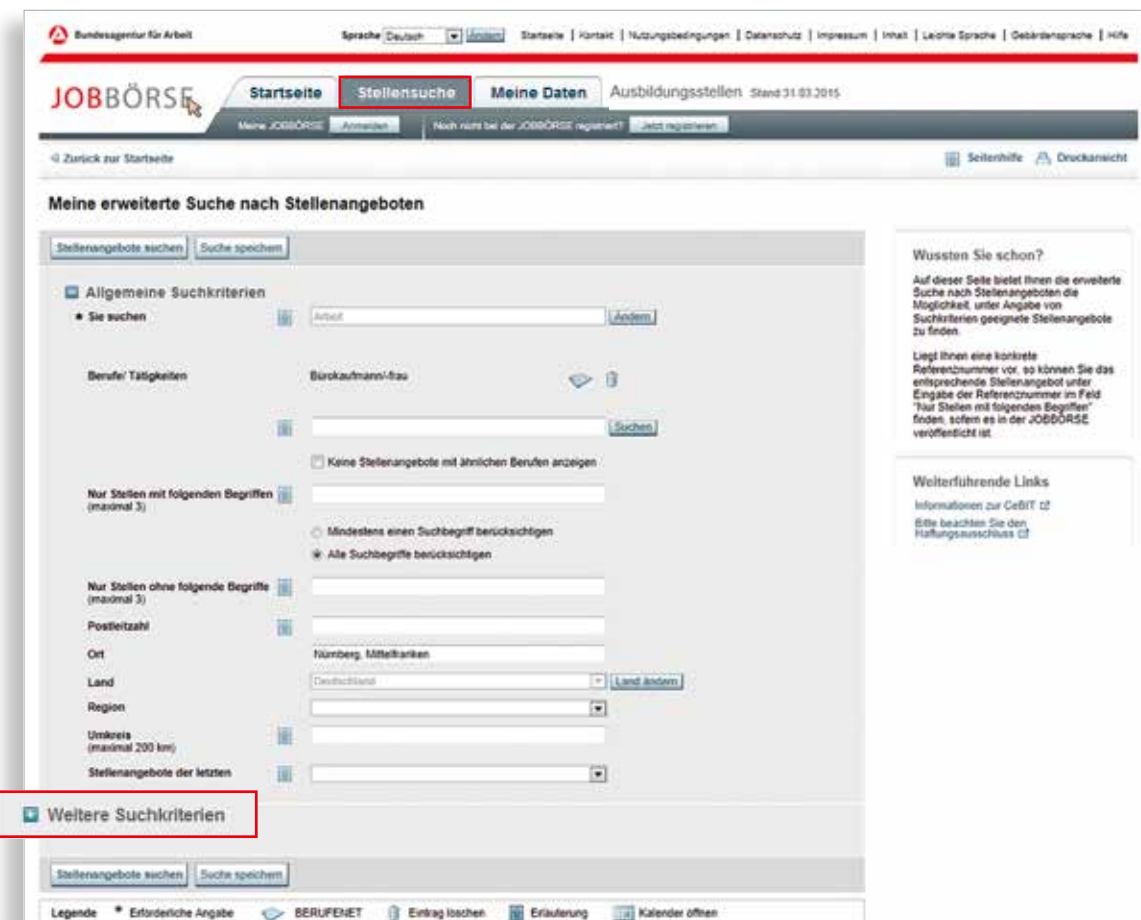 Bundesagentur für Arbeit
Sprache Deutsch Ändern Startseite | Kontakt | Nutzungsbedingungen | Datenschutz | Impressum | Inhalt | Leichte Sprache | Gebärdensprache | Hilfe
JOBBÖRSE
Startseite Stellensuche Meine Daten Ausbildungsstellen Stand 31.03.2015
Meine JOBBÖRSE Anmelden Noch nicht bei der JOBBÖRSE registriert? Jetzt registrieren
Zurück zur Startseite
Seitenhilfe Druckansicht
Meine erweiterte Suche nach Stellenangeboten
Stellenangebote suchen Suche speichern
Allgemeine Suchkriterien
* Sie suchen Arbeit Ändern
Berufe/ Tätigkeiten Bürokaufmann/-frau
Suchen
Keine Stellenangebote mit ähnlichen Berufen anzeigen
Nur Stellen mit folgenden Begriffen
(maximal 3)
Mindestens einen Suchbegriff berücksichtigen
Alle Suchbegriffe berücksichtigen
Nur Stellen ohne folgende Begriffe
(maximal 3)
Postleitzahl
Ort Nürnberg, Mittelfranken
Land Deutschland Land ändern
Region
Umkreis
(maximal 200 km)
Stellenangebote der letzten
Weitere Suchkriterien
Stellenangebote suchen Suche speichern
Legende * Erforderliche Angabe BERUFENET Eintrag löschen Erläuterung Kalender öffnen
Wussten Sie schon?
Auf dieser Seite bietet Ihnen die erweiterte
Suche nach Stellenangeboten die
Möglichkeit, unter Angabe von
Suchkriterien geeignete Stellenangebote
zu finden.
Liegt Ihnen eine konkrete
Referenznummer vor, so können Sie das
entsprechende Stellenangebot unter
Eingabe der Referenznummer im Feld
"Nur Stellen mit folgenden Begriffen"
finden, sofern es in der JOBBÖRSE
veröffentlicht ist.
Weiterführende Links
Informationen zur CeBIT
Bitte beachten Sie den
Haftungsausschluss